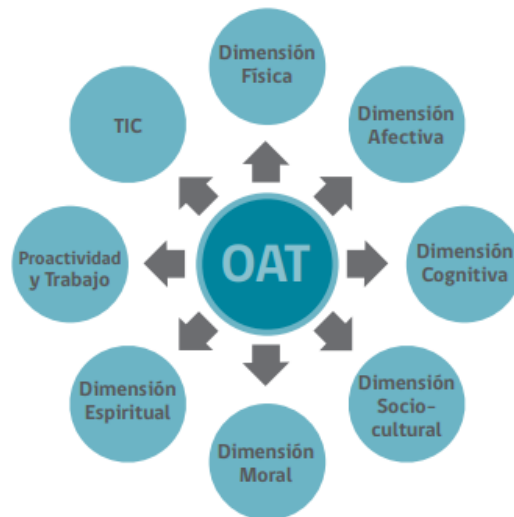 Dimensión
Física
Dimensión
Afectiva
Dimensión
Cognitiva
Dimensión
Socio-
cultural
Dimensión
Moral
Dimensión
Espiritual
Proactividad
y Trabajo
TIC
OAT